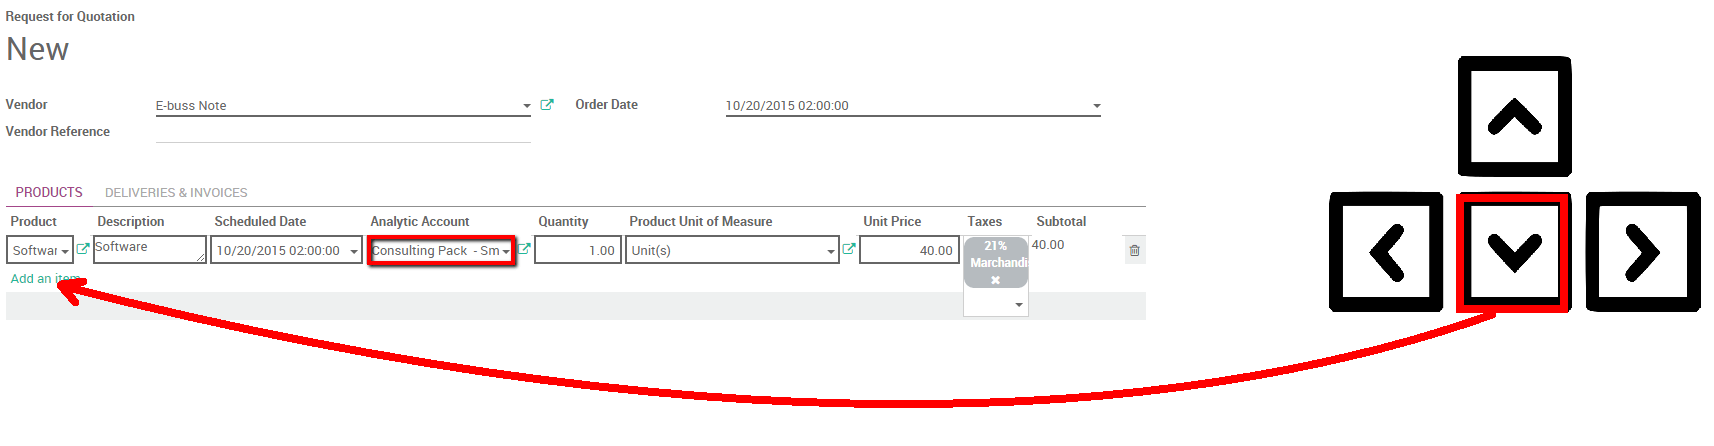 Request for Quotation
New
Vendor E-buss Note Order Date 10/20/2015 02:00:00
Vendor Reference
PRODUCTS DELIVERIES & INVOICES
Product Description Scheduled Date Analytic Account Quantity Product Unit of Measure Unit Price Taxes Subtotal
Softwar Software 10/20/2015 02:00:00 Consulting Pack - Sm 1.00 Unit(s) 40.00 21% 40.00
Marchandi
Add an item